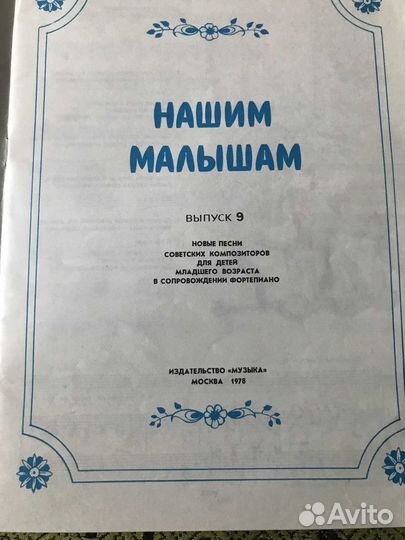 НАШИМ
МАЛЫШАМ
ВЫПУСК 9
НОВЫЕ ПЕСНИ
СОВЕТСКИХ КОМПОЗИТОРОВ
ДЛЯ ДЕТЕЙ
МЛАДШЕГО ВОЗРАСТА
В СОПРОВОЖДЕНИИ ФОРТЕПИАНО
ИЗДАТЕЛЬСТВО «МУЗЫКА»
МОСКВА 1978
Avito